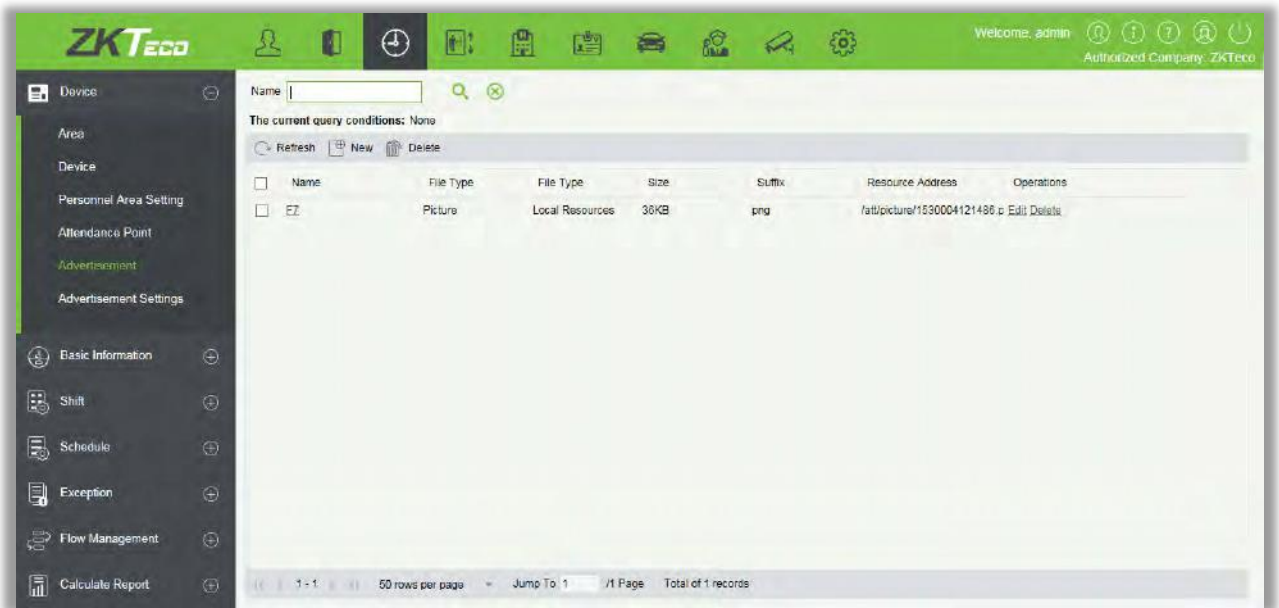 ZKTeco
Welcome, admin
Authorized Company: ZKTeco
Device
Area
Device
Personnel Area Setting
Attendance Point
Advertisement
Advertisement Settings
Basic Information
Shift
Schedule
Exception
Flow Management
Calculate Report
Name
The current query conditions: None
Refresh New Delete
Name File Type File Type Size Suffix Resource Address Operations
Picture Local Resources 36KB png /att/picture/1530004121486.p Edit Delete
1-1 50 rows per page Jump To 1 /1 Page Total of 1 records